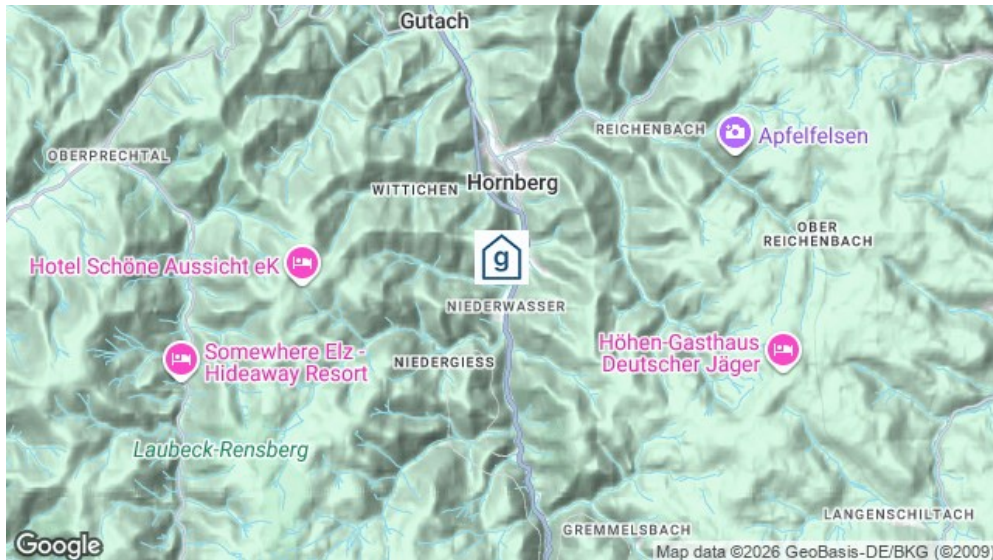 Gutach
REICHENBACH
Apfelfelsen
OBERPRECHTAL
WITTICHEN
Hornberg
OBER
REICHENBACH
Hotel Schöne Aussicht eK
g
NIEDERWASSER
Somewhere Elz -
Hideaway Resort
NIEDERGIESS
Höhen-Gasthaus
Deutscher Jäger
Laubeck-Rensberg
LANGENSCHILTACH
GREMMELSBACH
Google
Map data ©2026 GeoBasis-DE/BKG (©2009)